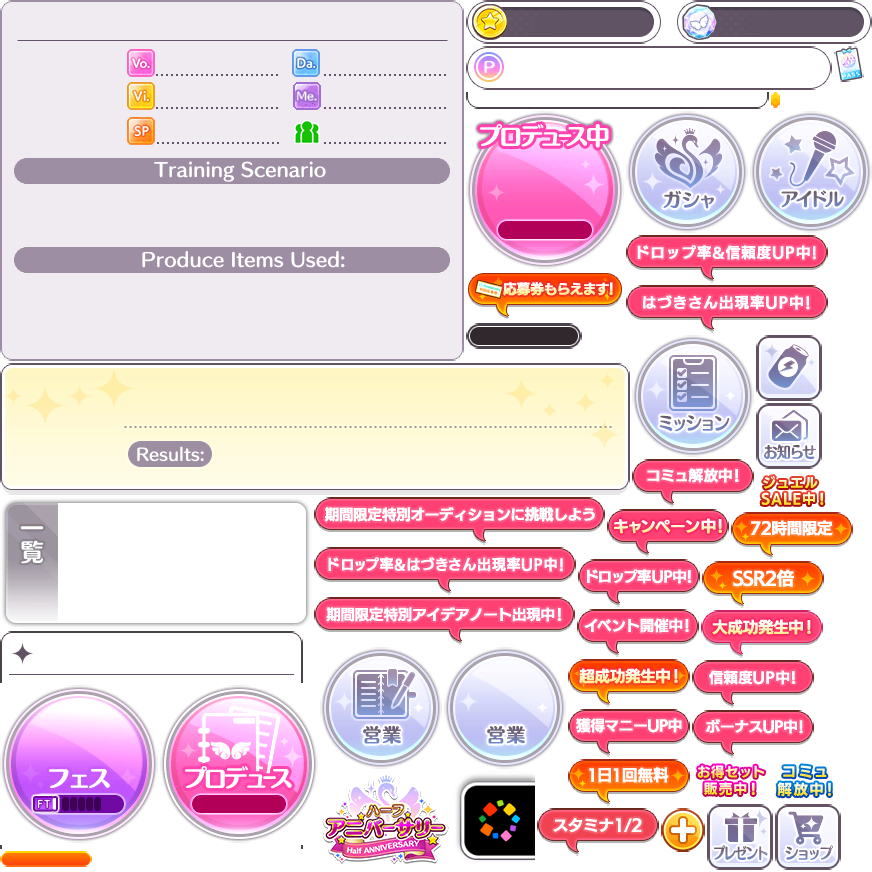 Vo.
Da.
Vi.
Me.
SP
Training Scenario
Produce Items Used:
Results:
P
PASS
プロデュース中
ガシャ
アイドル
ドロップ率&信頼度UP中!
応募券もらえます!
はづきさん出現率UP中!
ミッション
お知らせ
コミュ解放中!
ジュエル
SALE中!
一覧
期間限定特別オーディションに挑戦しよう
キャンペーン中!
72時間限定
ドロップ率&はづきさん出現率UP中!
ドロップ率UP中!
SSR2倍
期間限定特別アイデアノート出現中!
イベント開催中!
大成功発生中!
超成功発生中!
信頼度UP中!
営業
営業
獲得マニーUP中
ボーナスUP中!
フェス
FT
プロデュース
1日1回無料
お得セット
販売中!
コミュ
解放中!
ハーフ
アニバーサリー
Half ANNIVERSARY
スタミナ1/2
プレゼント
ショップ